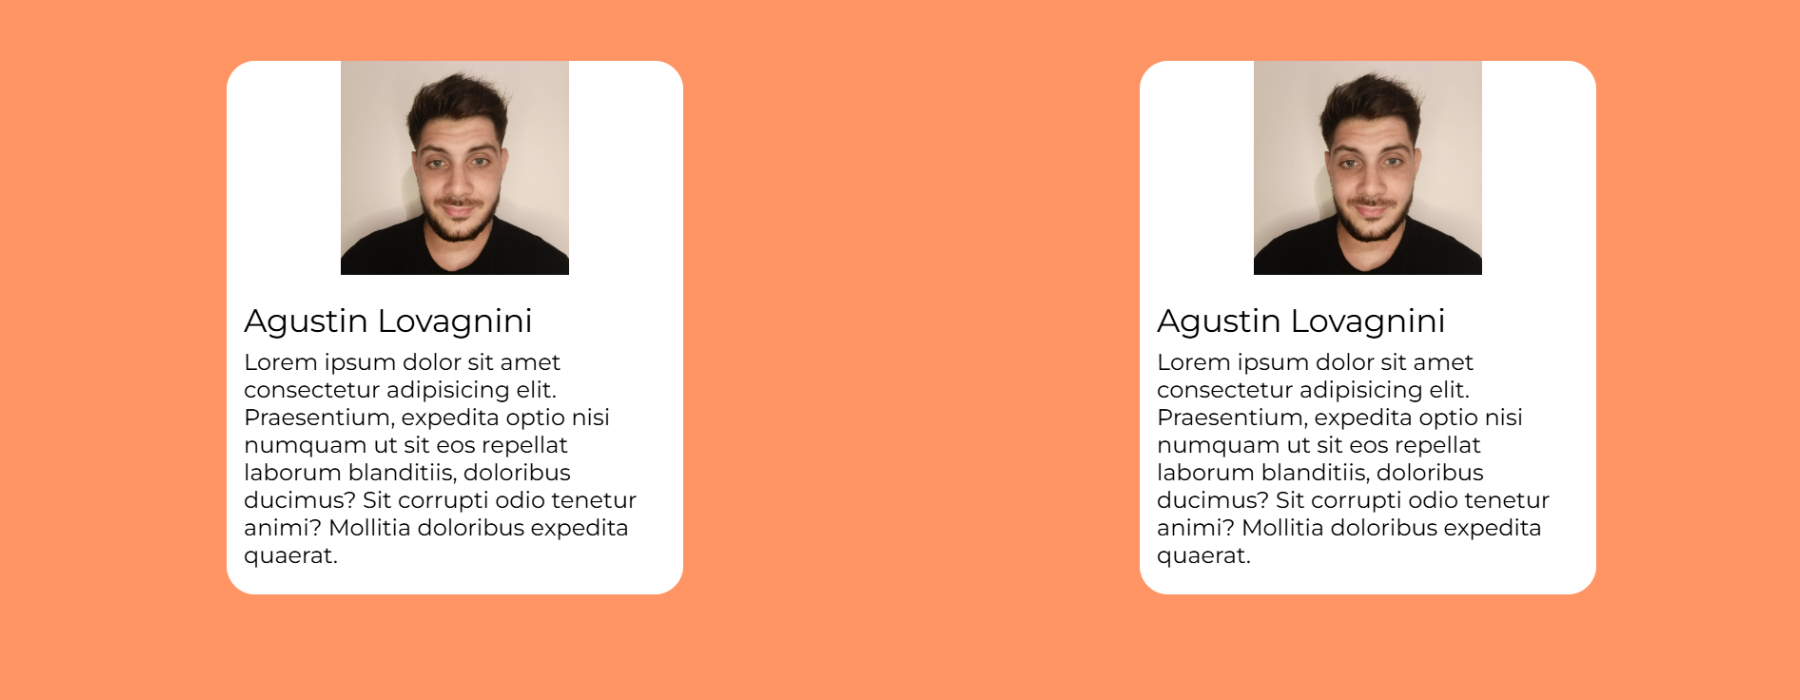 Agustin Lovagnini
Lorem ipsum dolor sit amet
consectetur adipisicing elit.
Praesentium, expedita optio nisi
numquam ut sit eos repellat
laborum blanditiis, doloribus
ducimus? Sit corrupti odio tenetur
animi? Mollitia doloribus expedita
quaerat.
Agustin Lovagnini
Lorem ipsum dolor sit amet
consectetur adipisicing elit.
Praesentium, expedita optio nisi
numquam ut sit eos repellat
laborum blanditiis, doloribus
ducimus? Sit corrupti odio tenetur
animi? Mollitia doloribus expedita
quaerat.